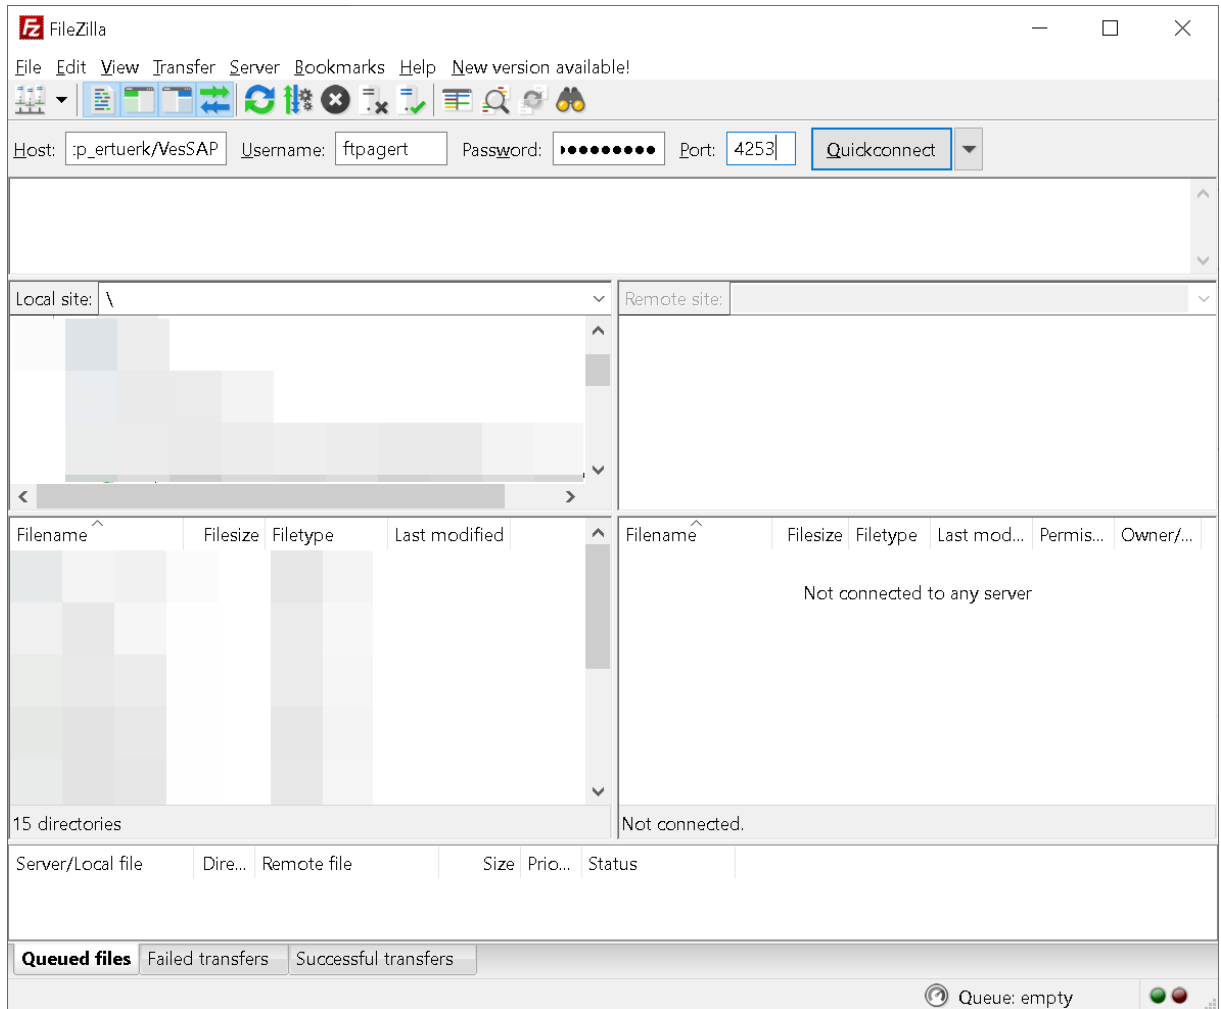 FileZilla
File Edit View Transfer Server Bookmarks Help New version available!
Host: :p_ertuerk/VesSAP Username: ftpagert Password: ●●●●●●●●● Port: 4253 Quickconnect
Local site: \ Remote site:
Filename Filesize Filetype Last modified
Filename Filesize Filetype Last mod... Permis... Owner/...
Not connected to any server
15 directories
Not connected.
Server/Local file Dire... Remote file Size Prio... Status
Queued files Failed transfers Successful transfers
Queue: empty